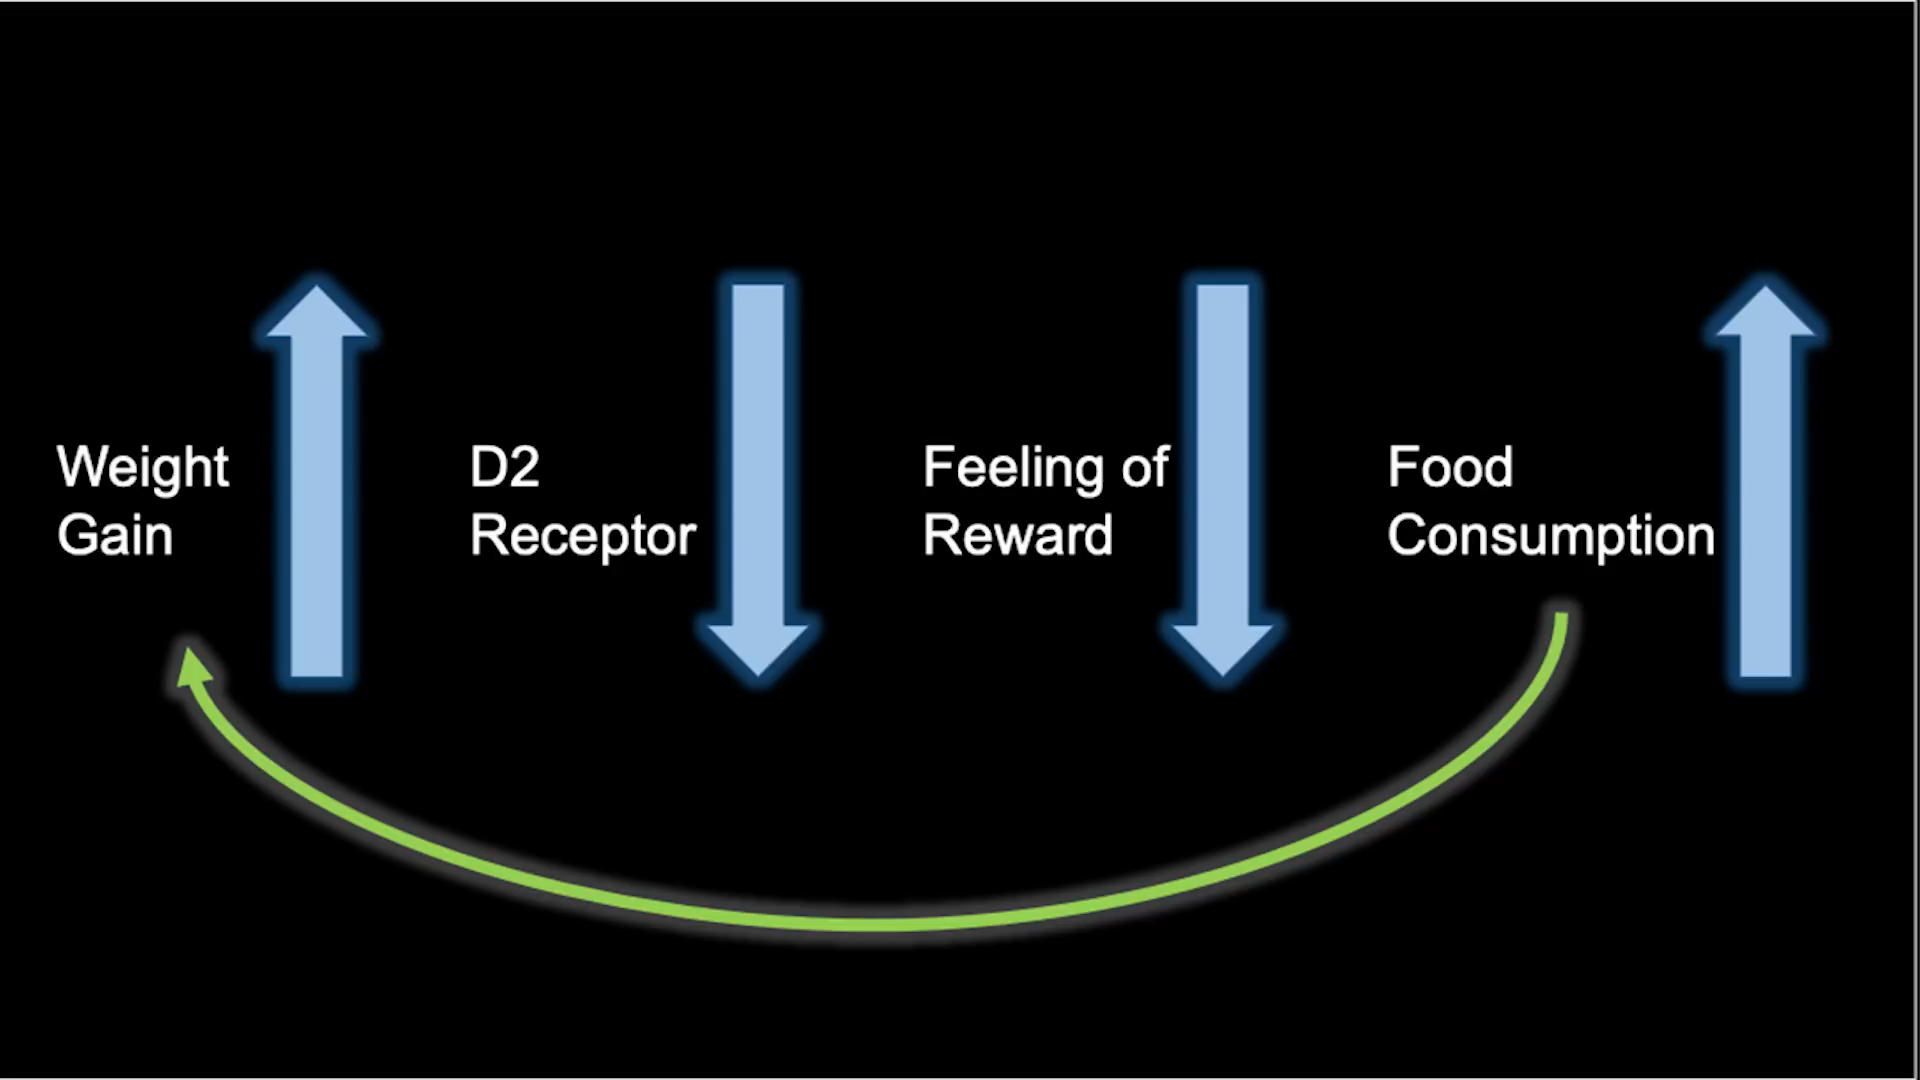 Weight
Gain
D2
Receptor
Feeling of
Reward
Food
Consumption